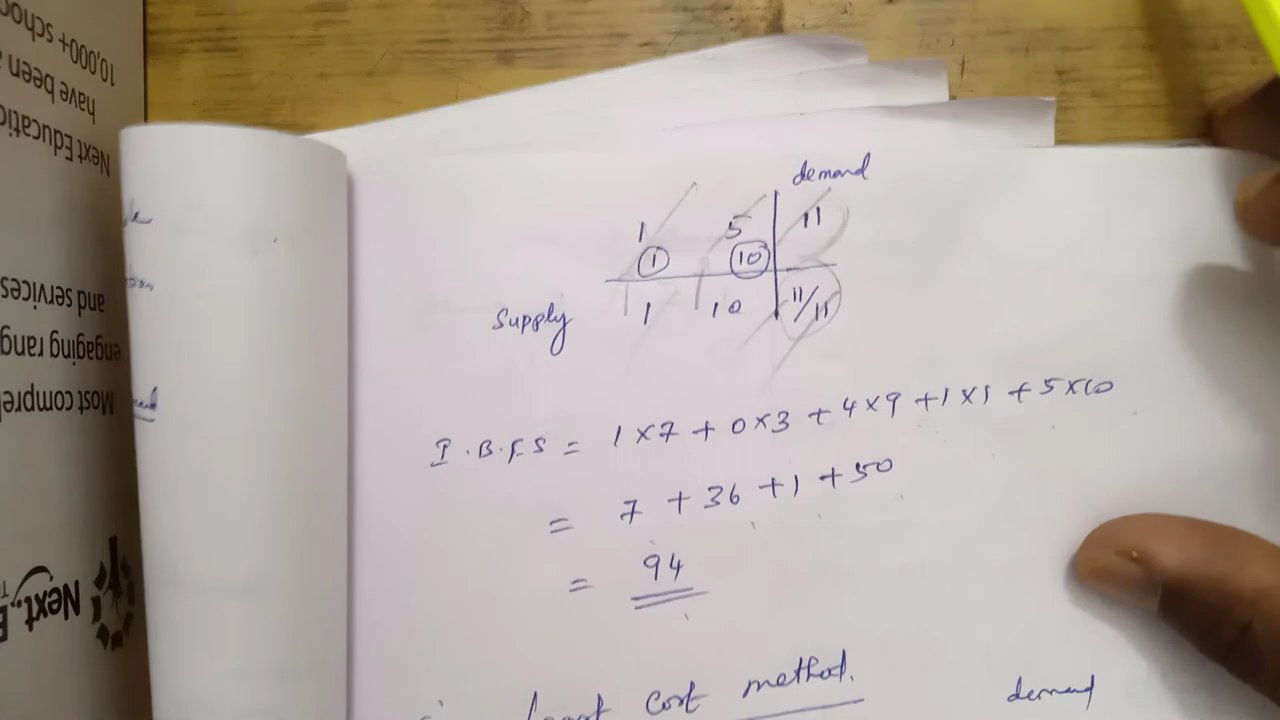 demand
1 5 11
1 10
Supply 1 10 11/11
I.B.F.S = 1×7 + 0×3 + 4×9 + 1×1 + 5×10
= 7 + 36 + 1 + 50
= 94
least cost method.
demand
10,000+ schoo
have been a
Next Educatio
and services
engaging rang
Most compreh
Next.E